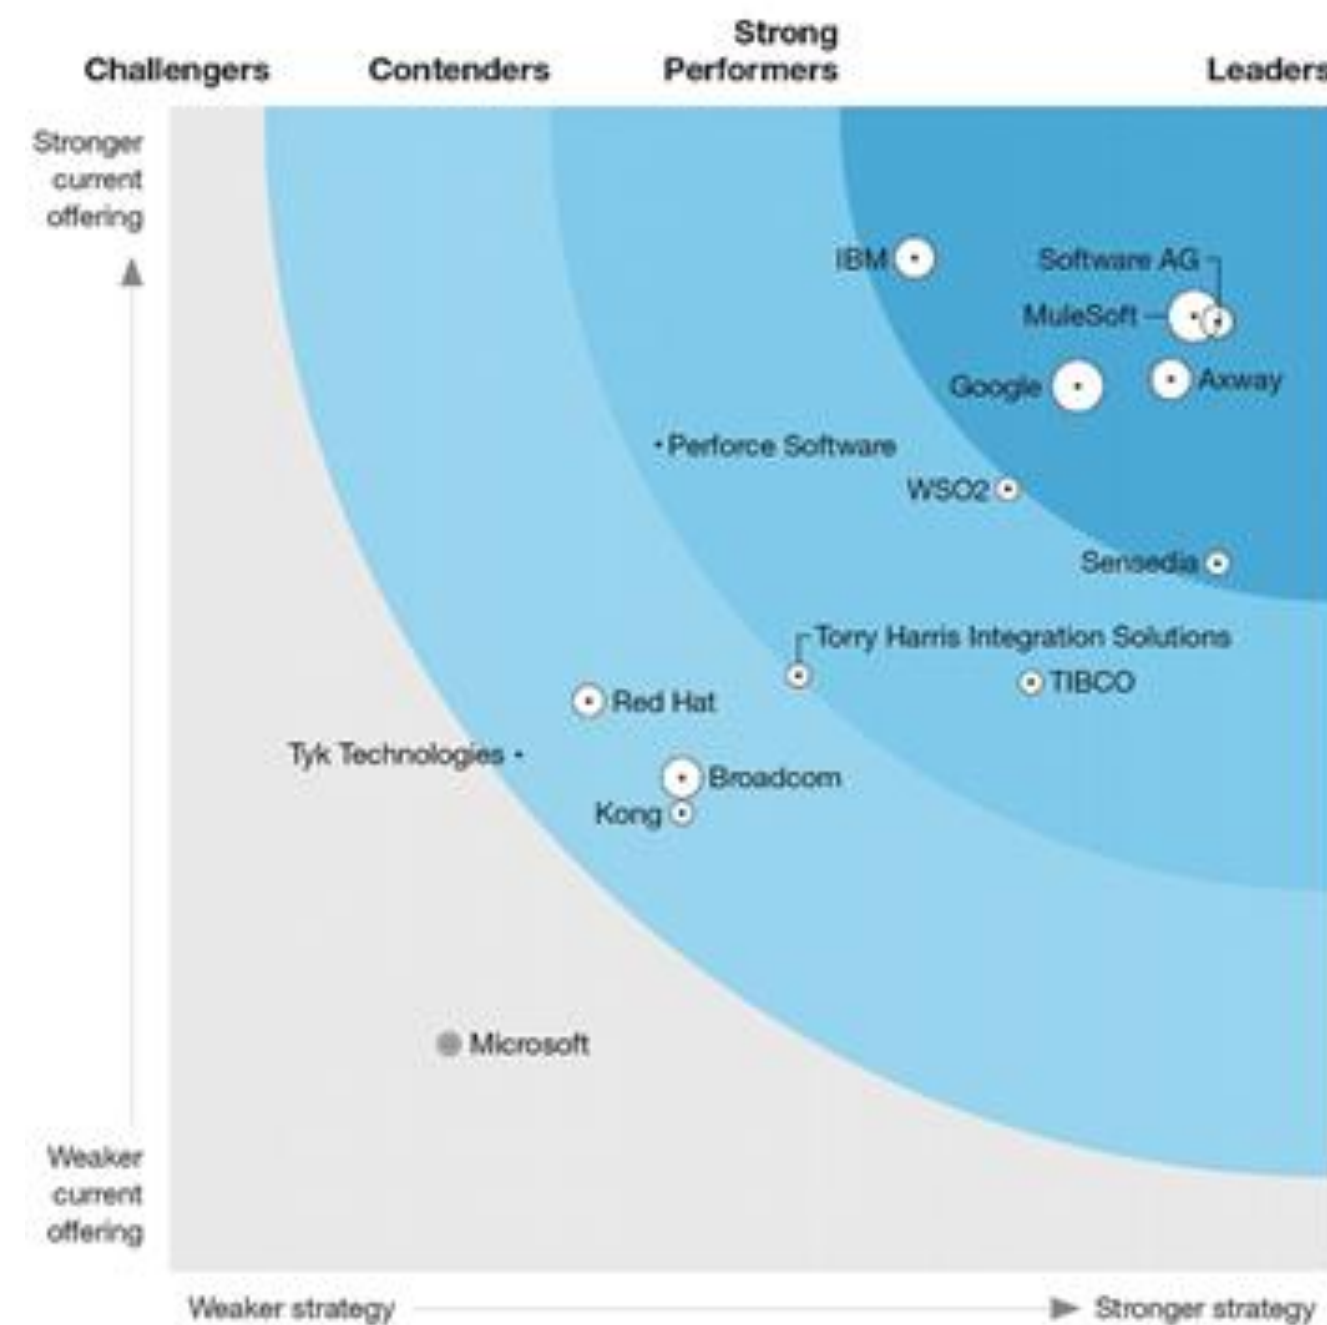 Strong
Challengers Contenders Performers Leaders
Stronger
current
offering
IBM Software AG
MuleSoft
Google Axway
Perforce Software
WSO2
Sensedia
Torry Harris Integration Solutions
TIBCO
Red Hat
Tyk Technologies
Broadcom
Kong
Microsoft
Weaker
current
offering
Weaker strategy Stronger strategy